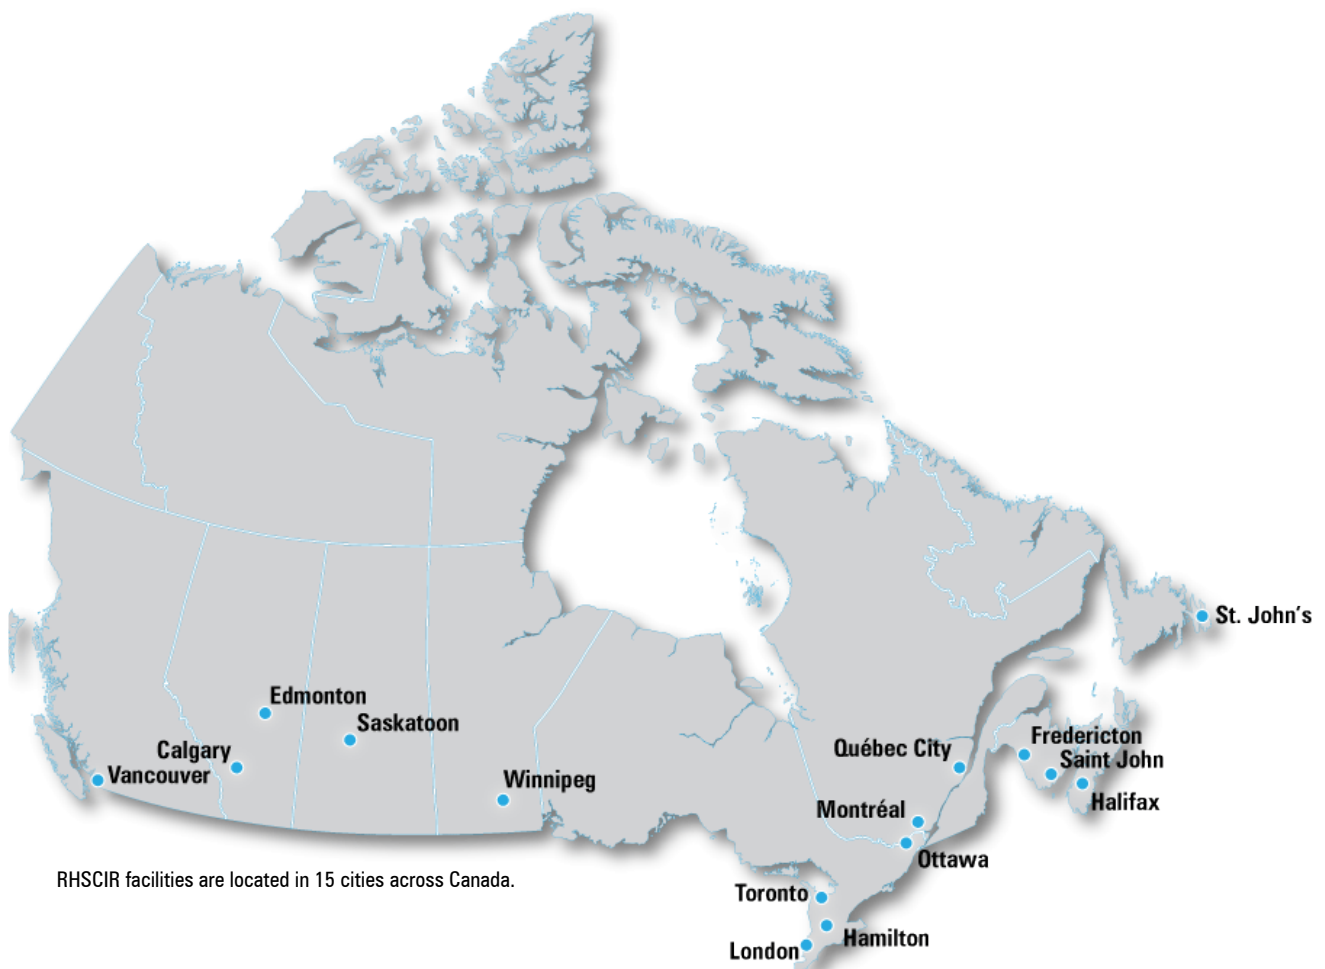 St. John's
Edmonton
Saskatoon
Calgary
Vancouver
Winnipeg
Québec City
Fredericton
Saint John
Halifax
Montréal
Ottawa
RHSCIR facilities are located in 15 cities across Canada.
Toronto
Hamilton
London